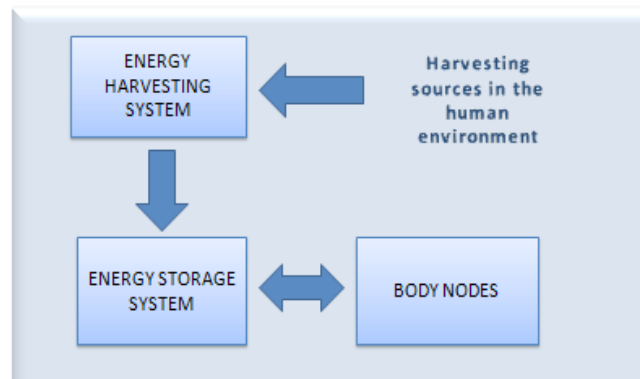 ENERGY
HARVESTING
SYSTEM
Harvesting
sources in the
human
environment
ENERGY STORAGE
SYSTEM
BODY NODES